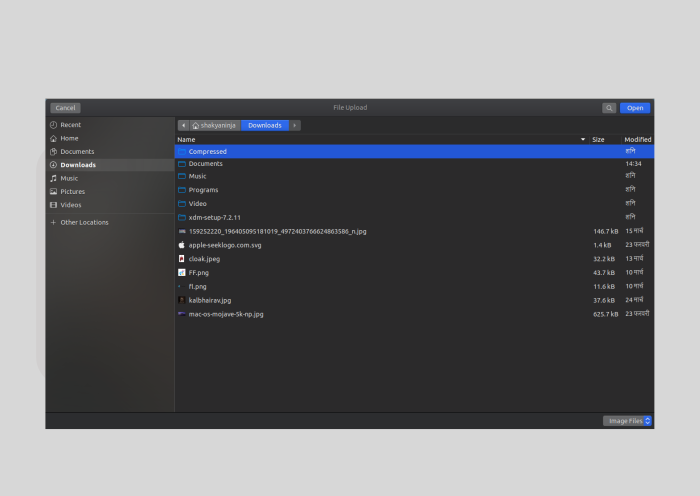 Cancel File Upload Open
Recent
Home
Documents
Downloads
Music
Pictures
Videos
Other Locations
shakyaninja Downloads
Name Size Modified
Compressed शनि
Documents 14:34
Music शनि
Programs शनि
Video शनि
xdm-setup-7.2.11 शनि
159252220_196405095181019_4972403766624863586_n.jpg 146.7 kB 15 मार्च
apple-seeklogo.com.svg 1.4 kB 23 फरवरी
cloak.jpeg 32.2 kB 13 मार्च
FF.png 43.7 kB 10 मार्च
f1.png 11.6 kB 10 मार्च
kalbhairav.jpg 37.6 kB 24 मार्च
mac-os-mojave-5k-np.jpg 625.7 kB 23 फरवरी
Image Files